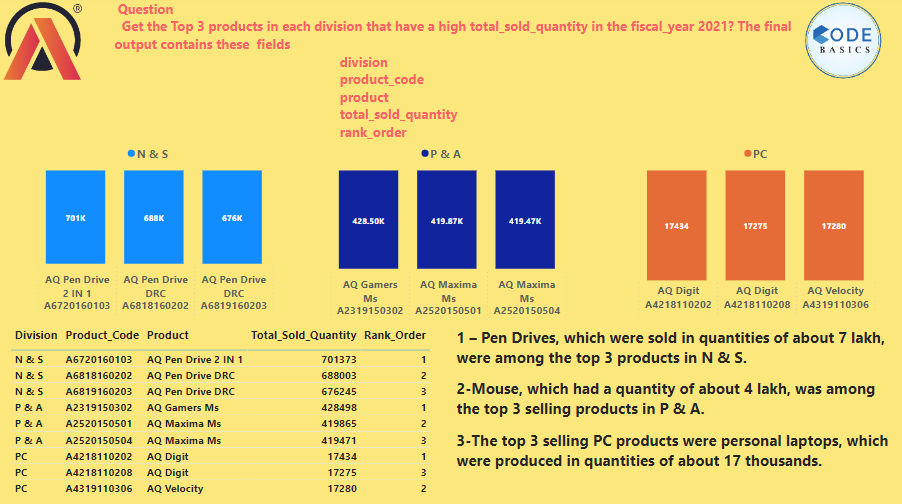 Question
Get the Top 3 products in each division that have a high total_sold_quantity in the fiscal_year 2021? The final
output contains these fields
division
product_code
product
total_sold_quantity
rank_order
®
CODE
BASICS
N & S
701K
688K
676K
AQ Pen Drive
2 IN 1
A6720160103
AQ Pen Drive
DRC
A6818160202
AQ Pen Drive
DRC
A6819160203
P & A
428.50K
419.87K
419.47K
AQ Gamers
Ms
A2319150302
AQ Maxima
Ms
A2520150501
AQ Maxima
Ms
A2520150504
PC
17434
17275
17280
AQ Digit
A4218110202
AQ Digit
A4218110208
AQ Velocity
A4319110306
Division Product_Code Product Total_Sold_Quantity Rank_Order
N & S A6720160103 AQ Pen Drive 2 IN 1 701373 1
N & S A6818160202 AQ Pen Drive DRC 688003 2
N & S A6819160203 AQ Pen Drive DRC 676245 3
P & A A2319150302 AQ Gamers Ms 428498 1
P & A A2520150501 AQ Maxima Ms 419865 2
P & A A2520150504 AQ Maxima Ms 419471 3
PC A4218110202 AQ Digit 17434 1
PC A4218110208 AQ Digit 17275 3
PC A4319110306 AQ Velocity 17280 2
1 – Pen Drives, which were sold in quantities of about 7 lakh,
were among the top 3 products in N & S.
2-Mouse, which had a quantity of about 4 lakh, was among
the top 3 selling products in P & A.
3-The top 3 selling PC products were personal laptops, which
were produced in quantities of about 17 thousands.